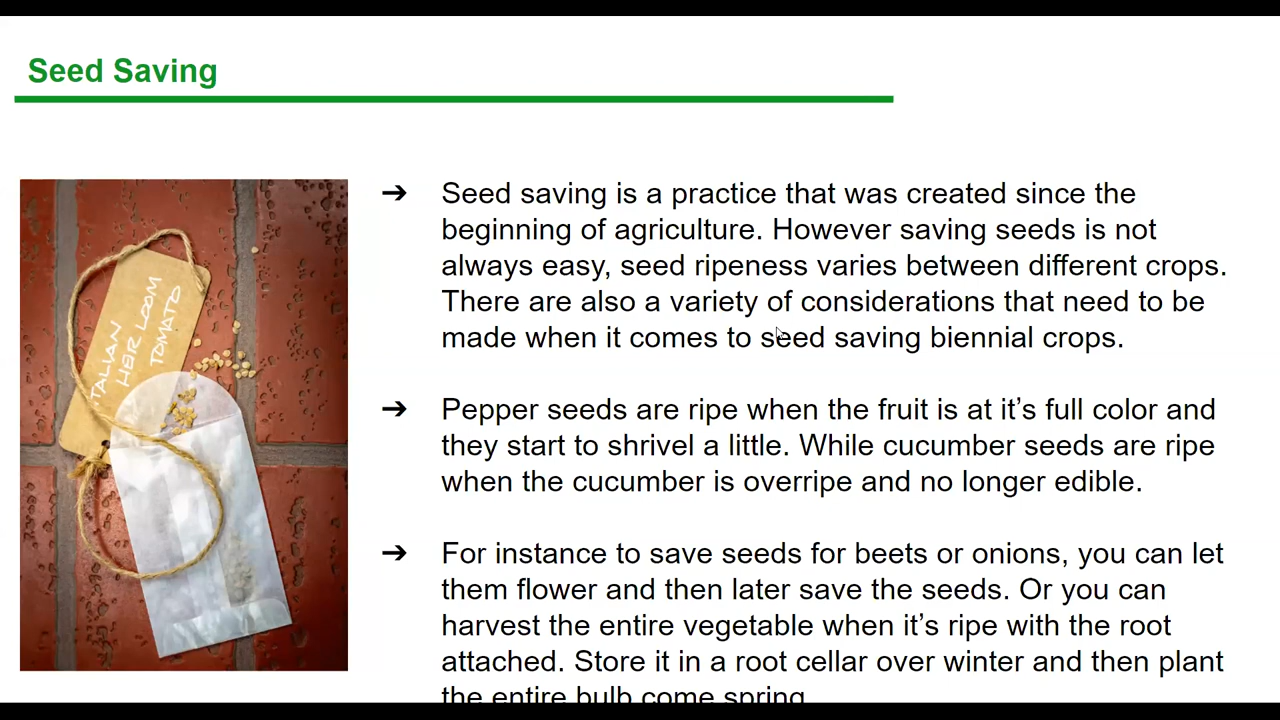 Seed Saving
➔ Seed saving is a practice that was created since the
beginning of agriculture. However saving seeds is not
always easy, seed ripeness varies between different crops.
There are also a variety of considerations that need to be
made when it comes to seed saving biennial crops.
➔ Pepper seeds are ripe when the fruit is at it’s full color and
they start to shrivel a little. While cucumber seeds are ripe
when the cucumber is overripe and no longer edible.
➔ For instance to save seeds for beets or onions, you can let
them flower and then later save the seeds. Or you can
harvest the entire vegetable when it’s ripe with the root
attached. Store it in a root cellar over winter and then plant
the entire bulb come spring.
TALIAN
HEIRLOOM
TOMATO